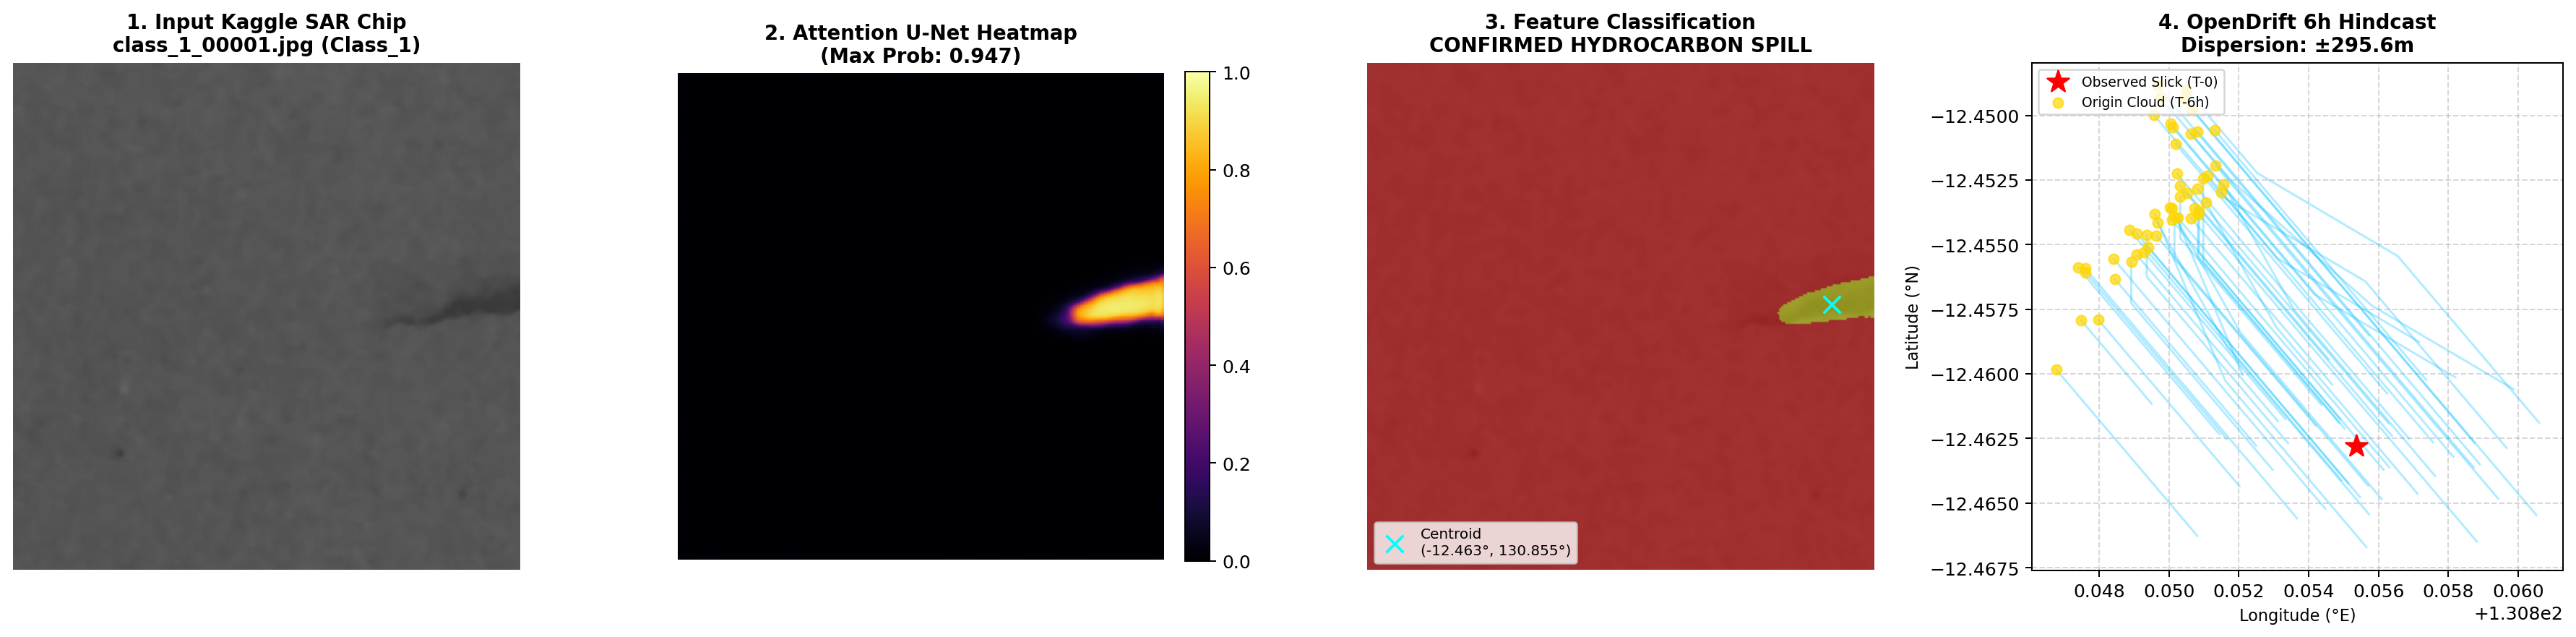 1. Input Kaggle SAR Chip
class_1_00001.jpg (Class_1)
2. Attention U-Net Heatmap
(Max Prob: 0.947)
1.0
0.8
0.6
0.4
0.2
0.0
3. Feature Classification
CONFIRMED HYDROCARBON SPILL
Centroid
(-12.463°, 130.855°)
4. OpenDrift 6h Hindcast
Dispersion: ±295.6m
Observed Slick (T-0)
Origin Cloud (T-6h)
Latitude (°N)
−12.4500
−12.4525
−12.4550
−12.4575
−12.4600
−12.4625
−12.4650
−12.4675
0.048 0.050 0.052 0.054 0.056 0.058 0.060
+1.308e2
Longitude (°E)